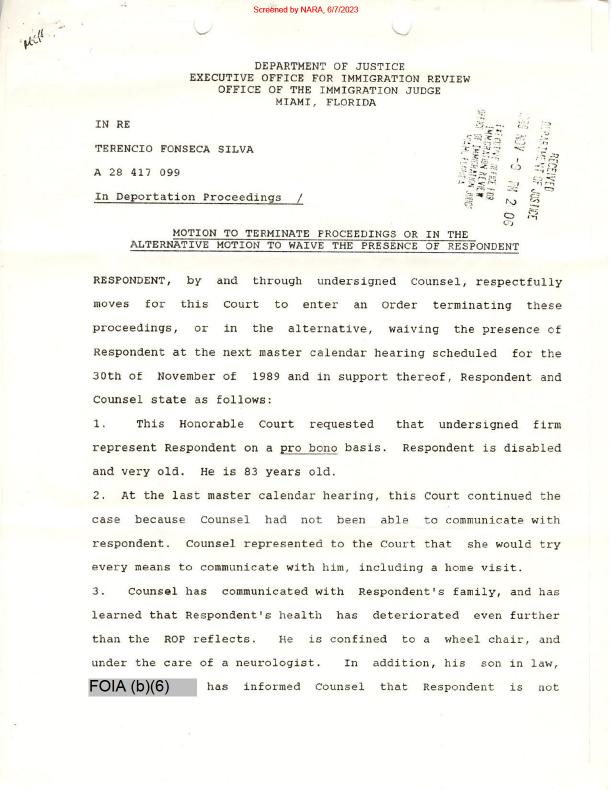 Screened by NARA, 6/7/2023
DEPARTMENT OF JUSTICE
EXECUTIVE OFFICE FOR IMMIGRATION REVIEW
OFFICE OF THE IMMIGRATION JUDGE
MIAMI, FLORIDA
IN RE
TERENCIO FONSECA SILVA
A 28 417 099
In Deportation Proceedings /
RECEIVED
DEPARTMENT OF JUSTICE
NOV
EXECUTIVE OFFICE FOR
IMMIGRATION REVIEW
OFFICE OF IMMIGRATION JUDGE
MIAMI, FLORIDA
MOTION TO TERMINATE PROCEEDINGS OR IN THE
ALTERNATIVE MOTION TO WAIVE THE PRESENCE OF RESPONDENT
RESPONDENT, by and through undersigned Counsel, respectfully
moves for this Court to enter an Order terminating these
proceedings, or in the alternative, waiving the presence of
Respondent at the next master calendar hearing scheduled for the
30th of November of 1989 and in support thereof, Respondent and
Counsel state as follows:
1. This Honorable Court requested that undersigned firm
represent Respondent on a pro bono basis. Respondent is disabled
and very old. He is 83 years old.
2. At the last master calendar hearing, this Court continued the
case because Counsel had not been able to communicate with
respondent. Counsel represented to the Court that she would try
every means to communicate with him, including a home visit.
3. Counsel has communicated with Respondent's family, and has
learned that Respondent's health has deteriorated even further
than the ROP reflects. He is confined to a wheel chair, and
under the care of a neurologist. In addition, his son in law,
FOIA (b)(6) has informed Counsel that Respondent is not